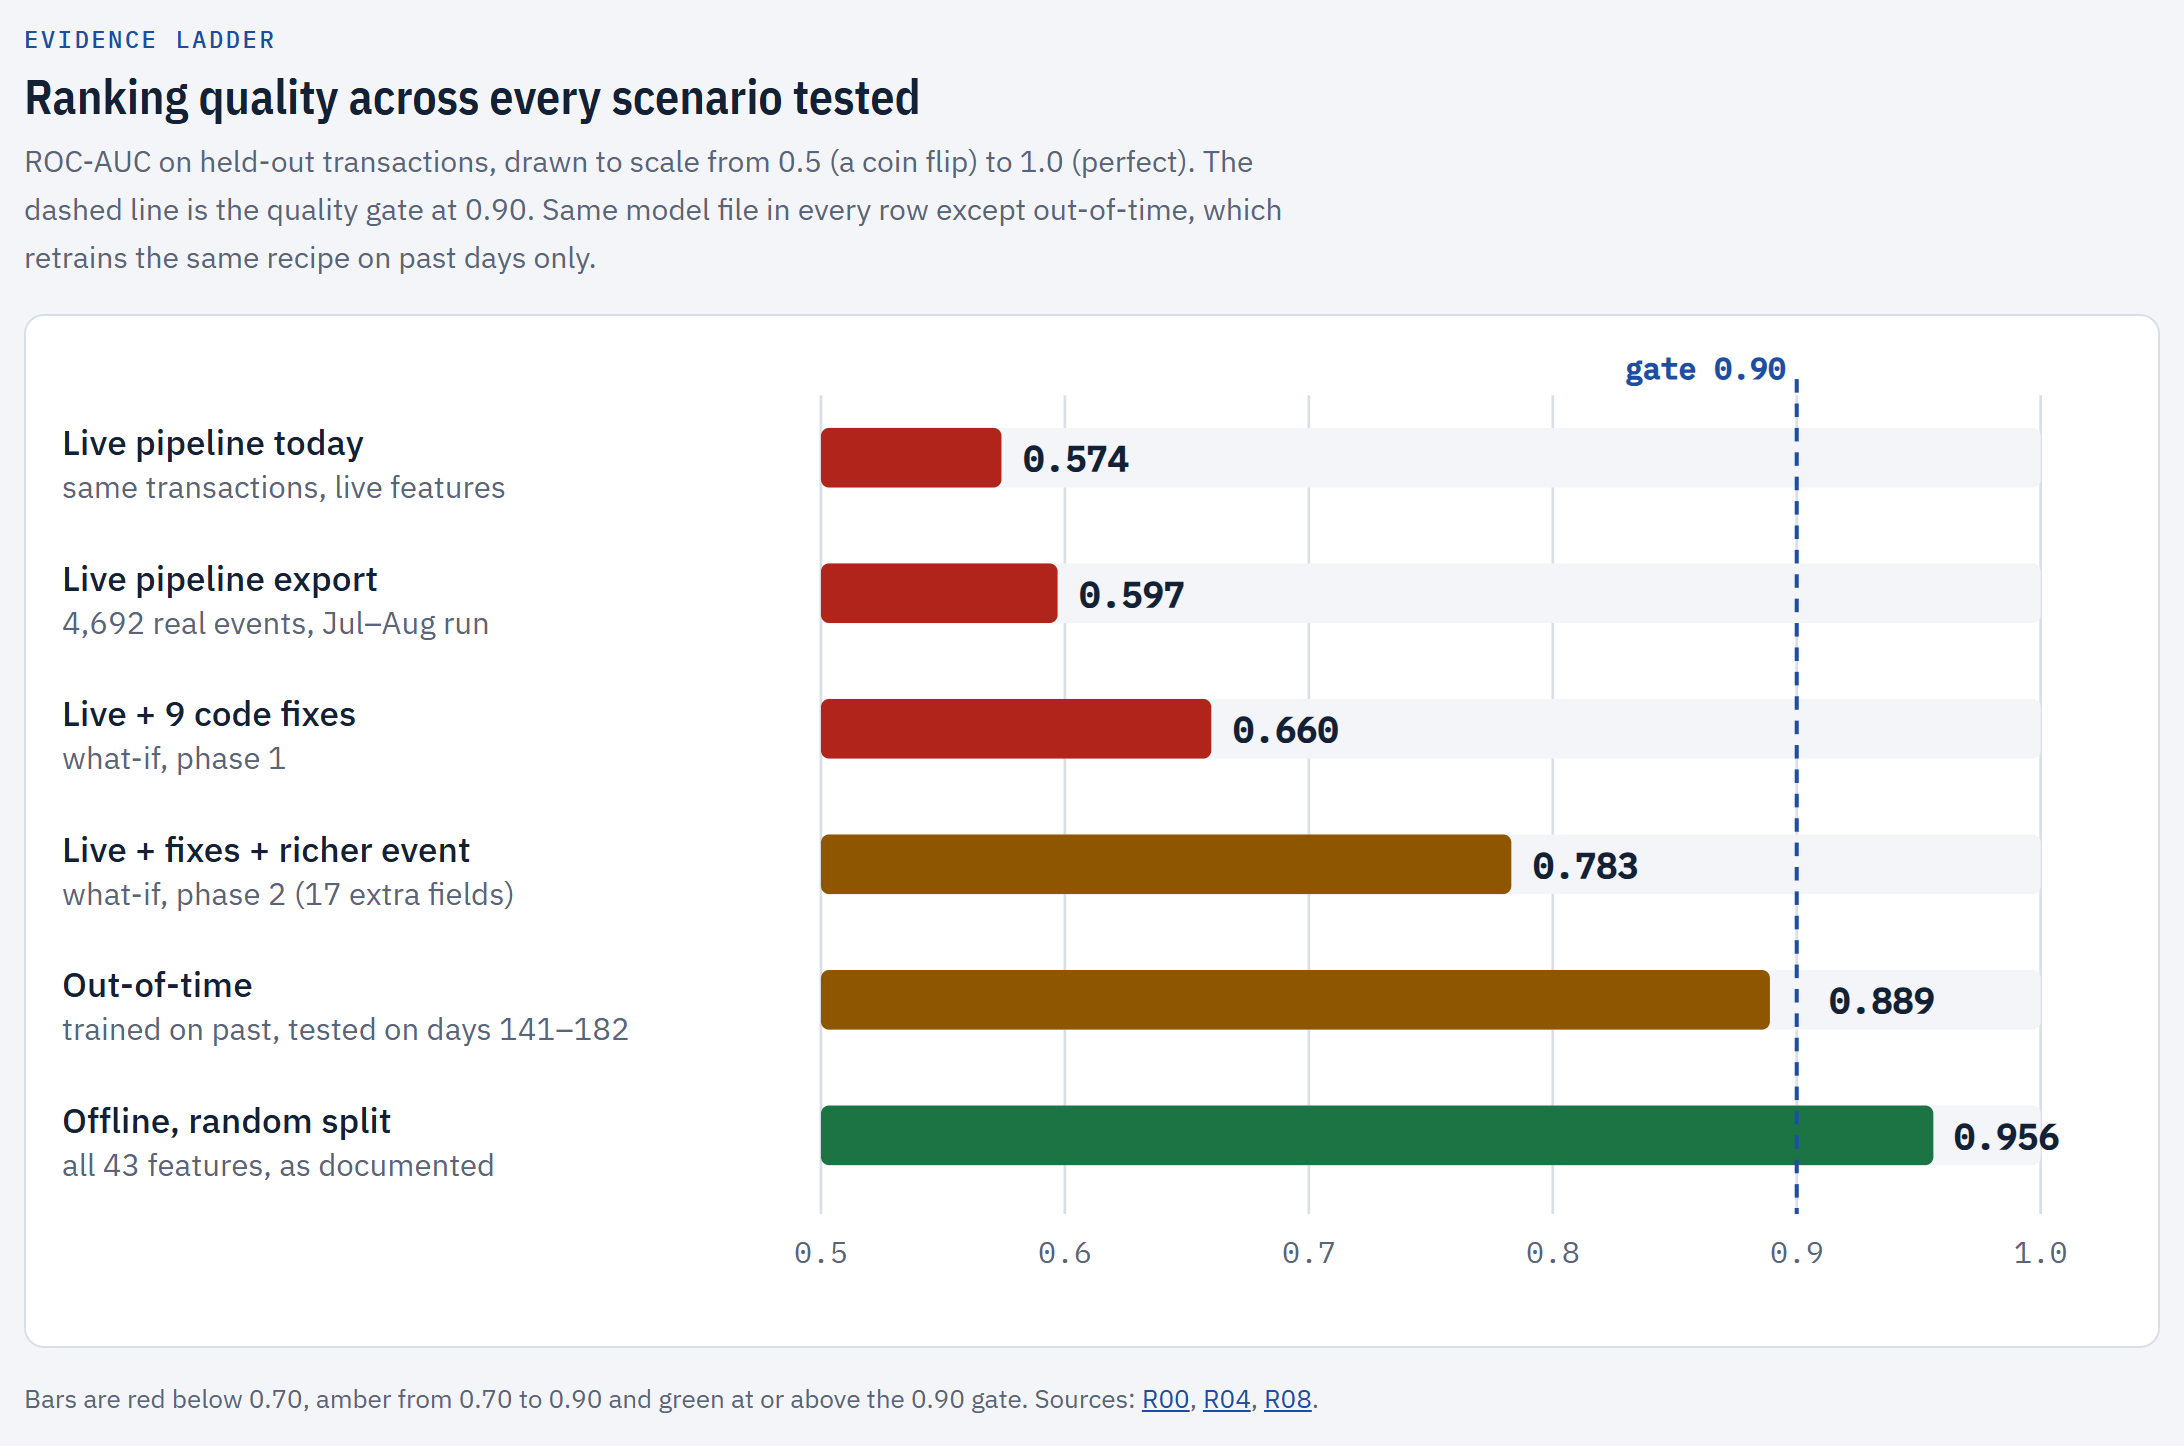 EVIDENCE LADDER
Ranking quality across every scenario tested
ROC-AUC on held-out transactions, drawn to scale from 0.5 (a coin flip) to 1.0 (perfect). The
dashed line is the quality gate at 0.90. Same model file in every row except out-of-time, which
retrains the same recipe on past days only.
gate 0.90
Live pipeline today
same transactions, live features
0.574
Live pipeline export
4,692 real events, Jul–Aug run
0.597
Live + 9 code fixes
what-if, phase 1
0.660
Live + fixes + richer event
what-if, phase 2 (17 extra fields)
0.783
Out-of-time
trained on past, tested on days 141–182
0.889
Offline, random split
all 43 features, as documented
0.956
0.5 0.6 0.7 0.8 0.9 1.0
Bars are red below 0.70, amber from 0.70 to 0.90 and green at or above the 0.90 gate. Sources: R00, R04, R08.